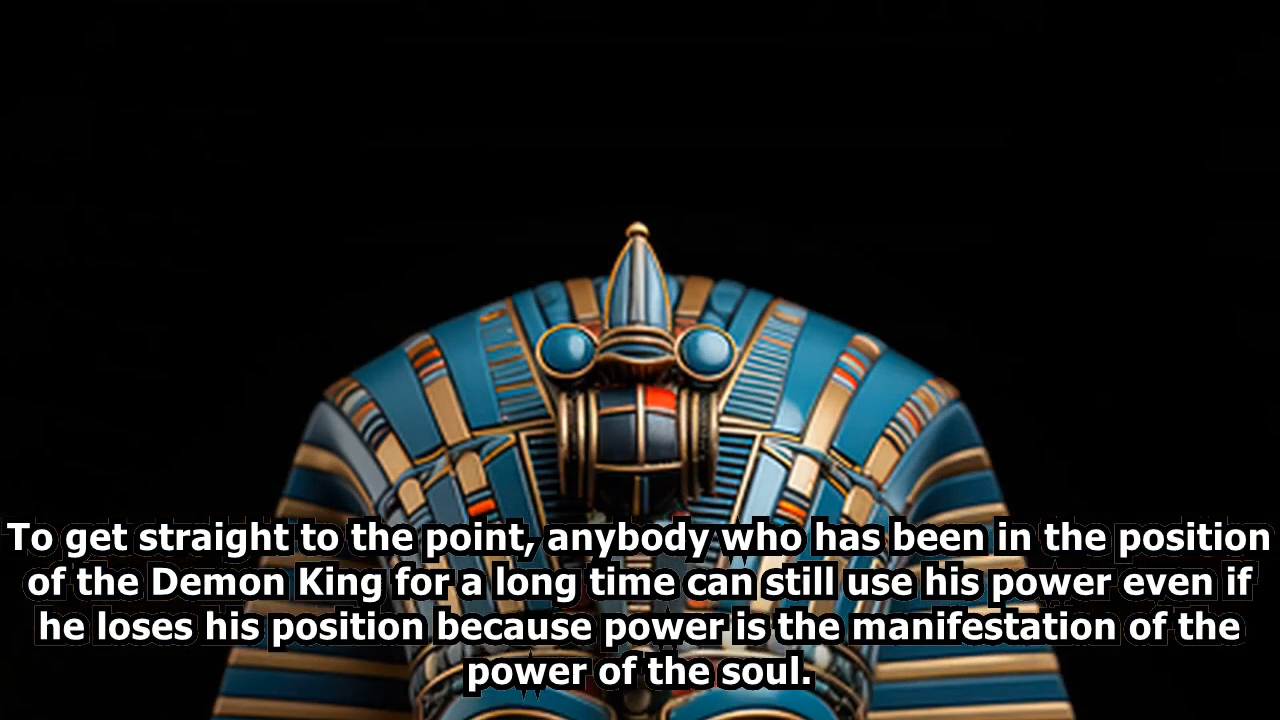 To get straight to the point, anybody who has been in the position
of the Demon King for a long time can still use his power even if
he loses his position because power is the manifestation of the
power of the soul.